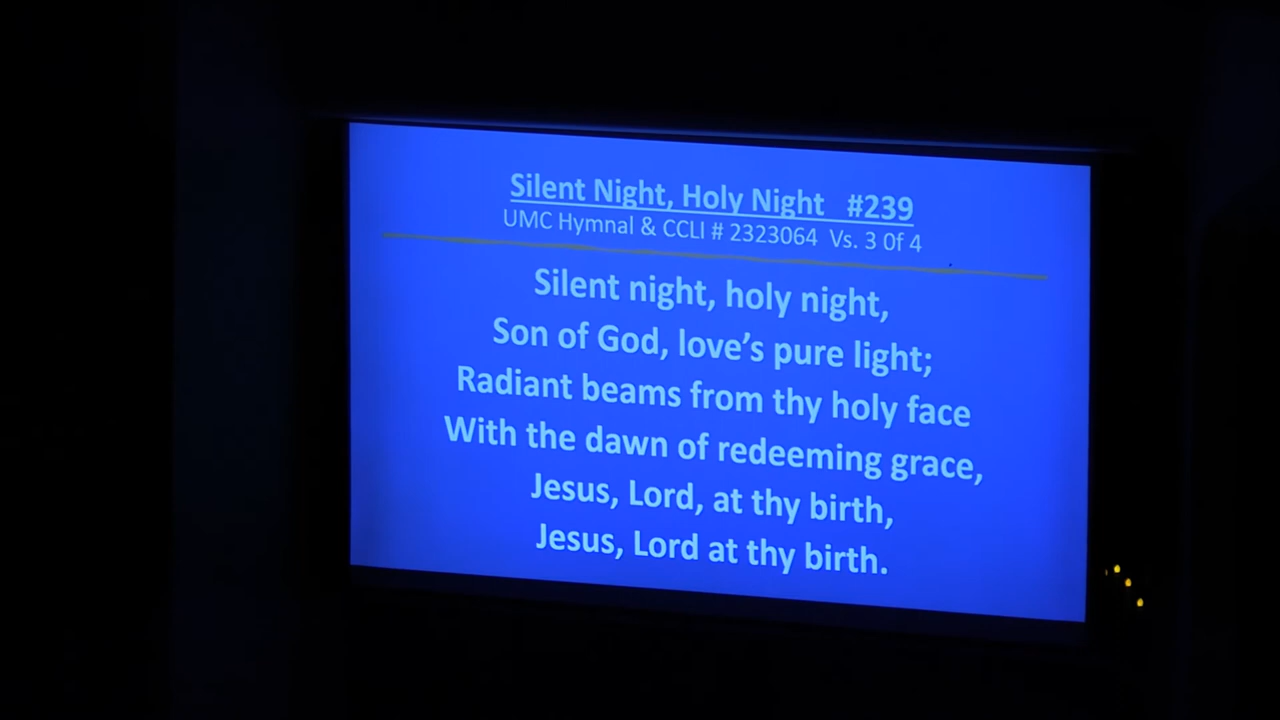 Silent Night, Holy Night #239
UMC Hymnal & CCLI # 2323064 Vs. 3 0f 4
Silent night, holy night,
Son of God, love’s pure light;
Radiant beams from thy holy face
With the dawn of redeeming grace,
Jesus, Lord, at thy birth,
Jesus, Lord at thy birth.